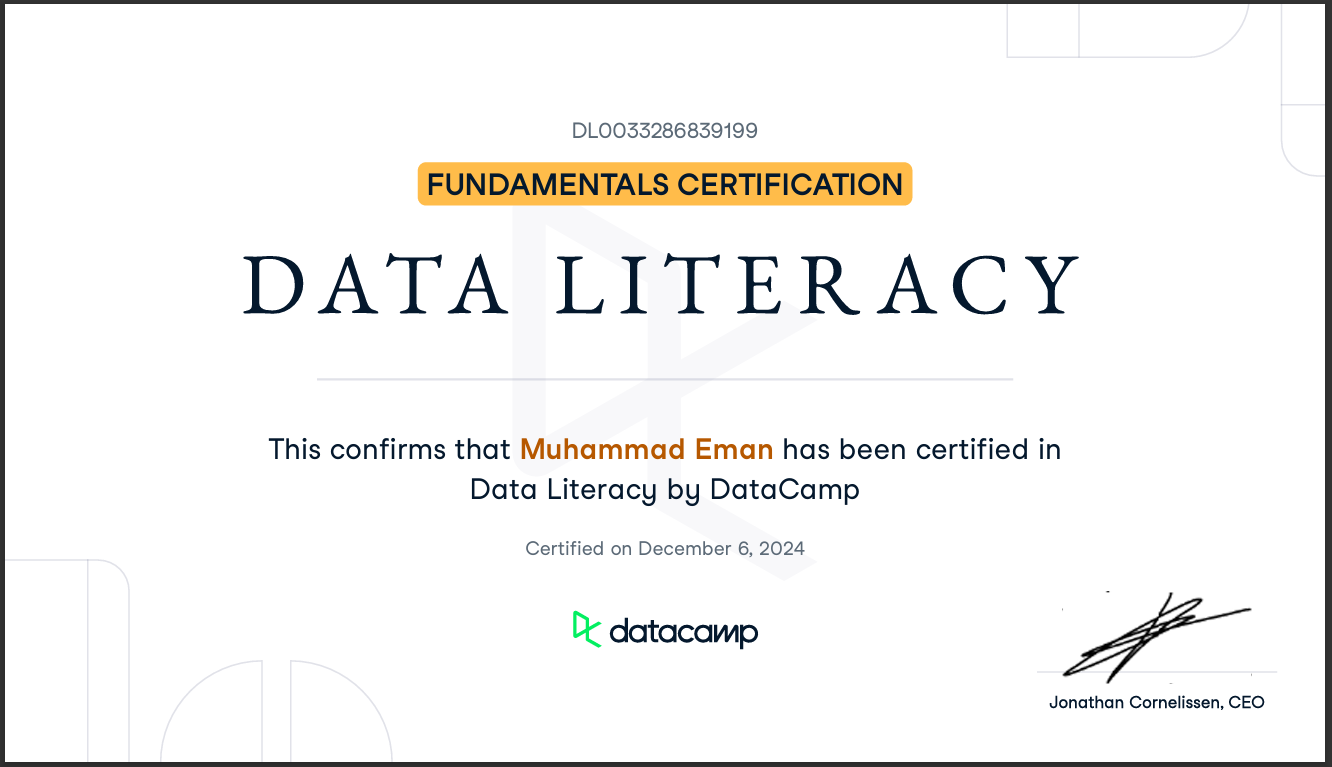 DL0033286839199
FUNDAMENTALS CERTIFICATION
DATA LITERACY
This confirms that Muhammad Eman has been certified in
Data Literacy by DataCamp
Certified on December 6, 2024
datacamp
Jonathan Cornelissen, CEO